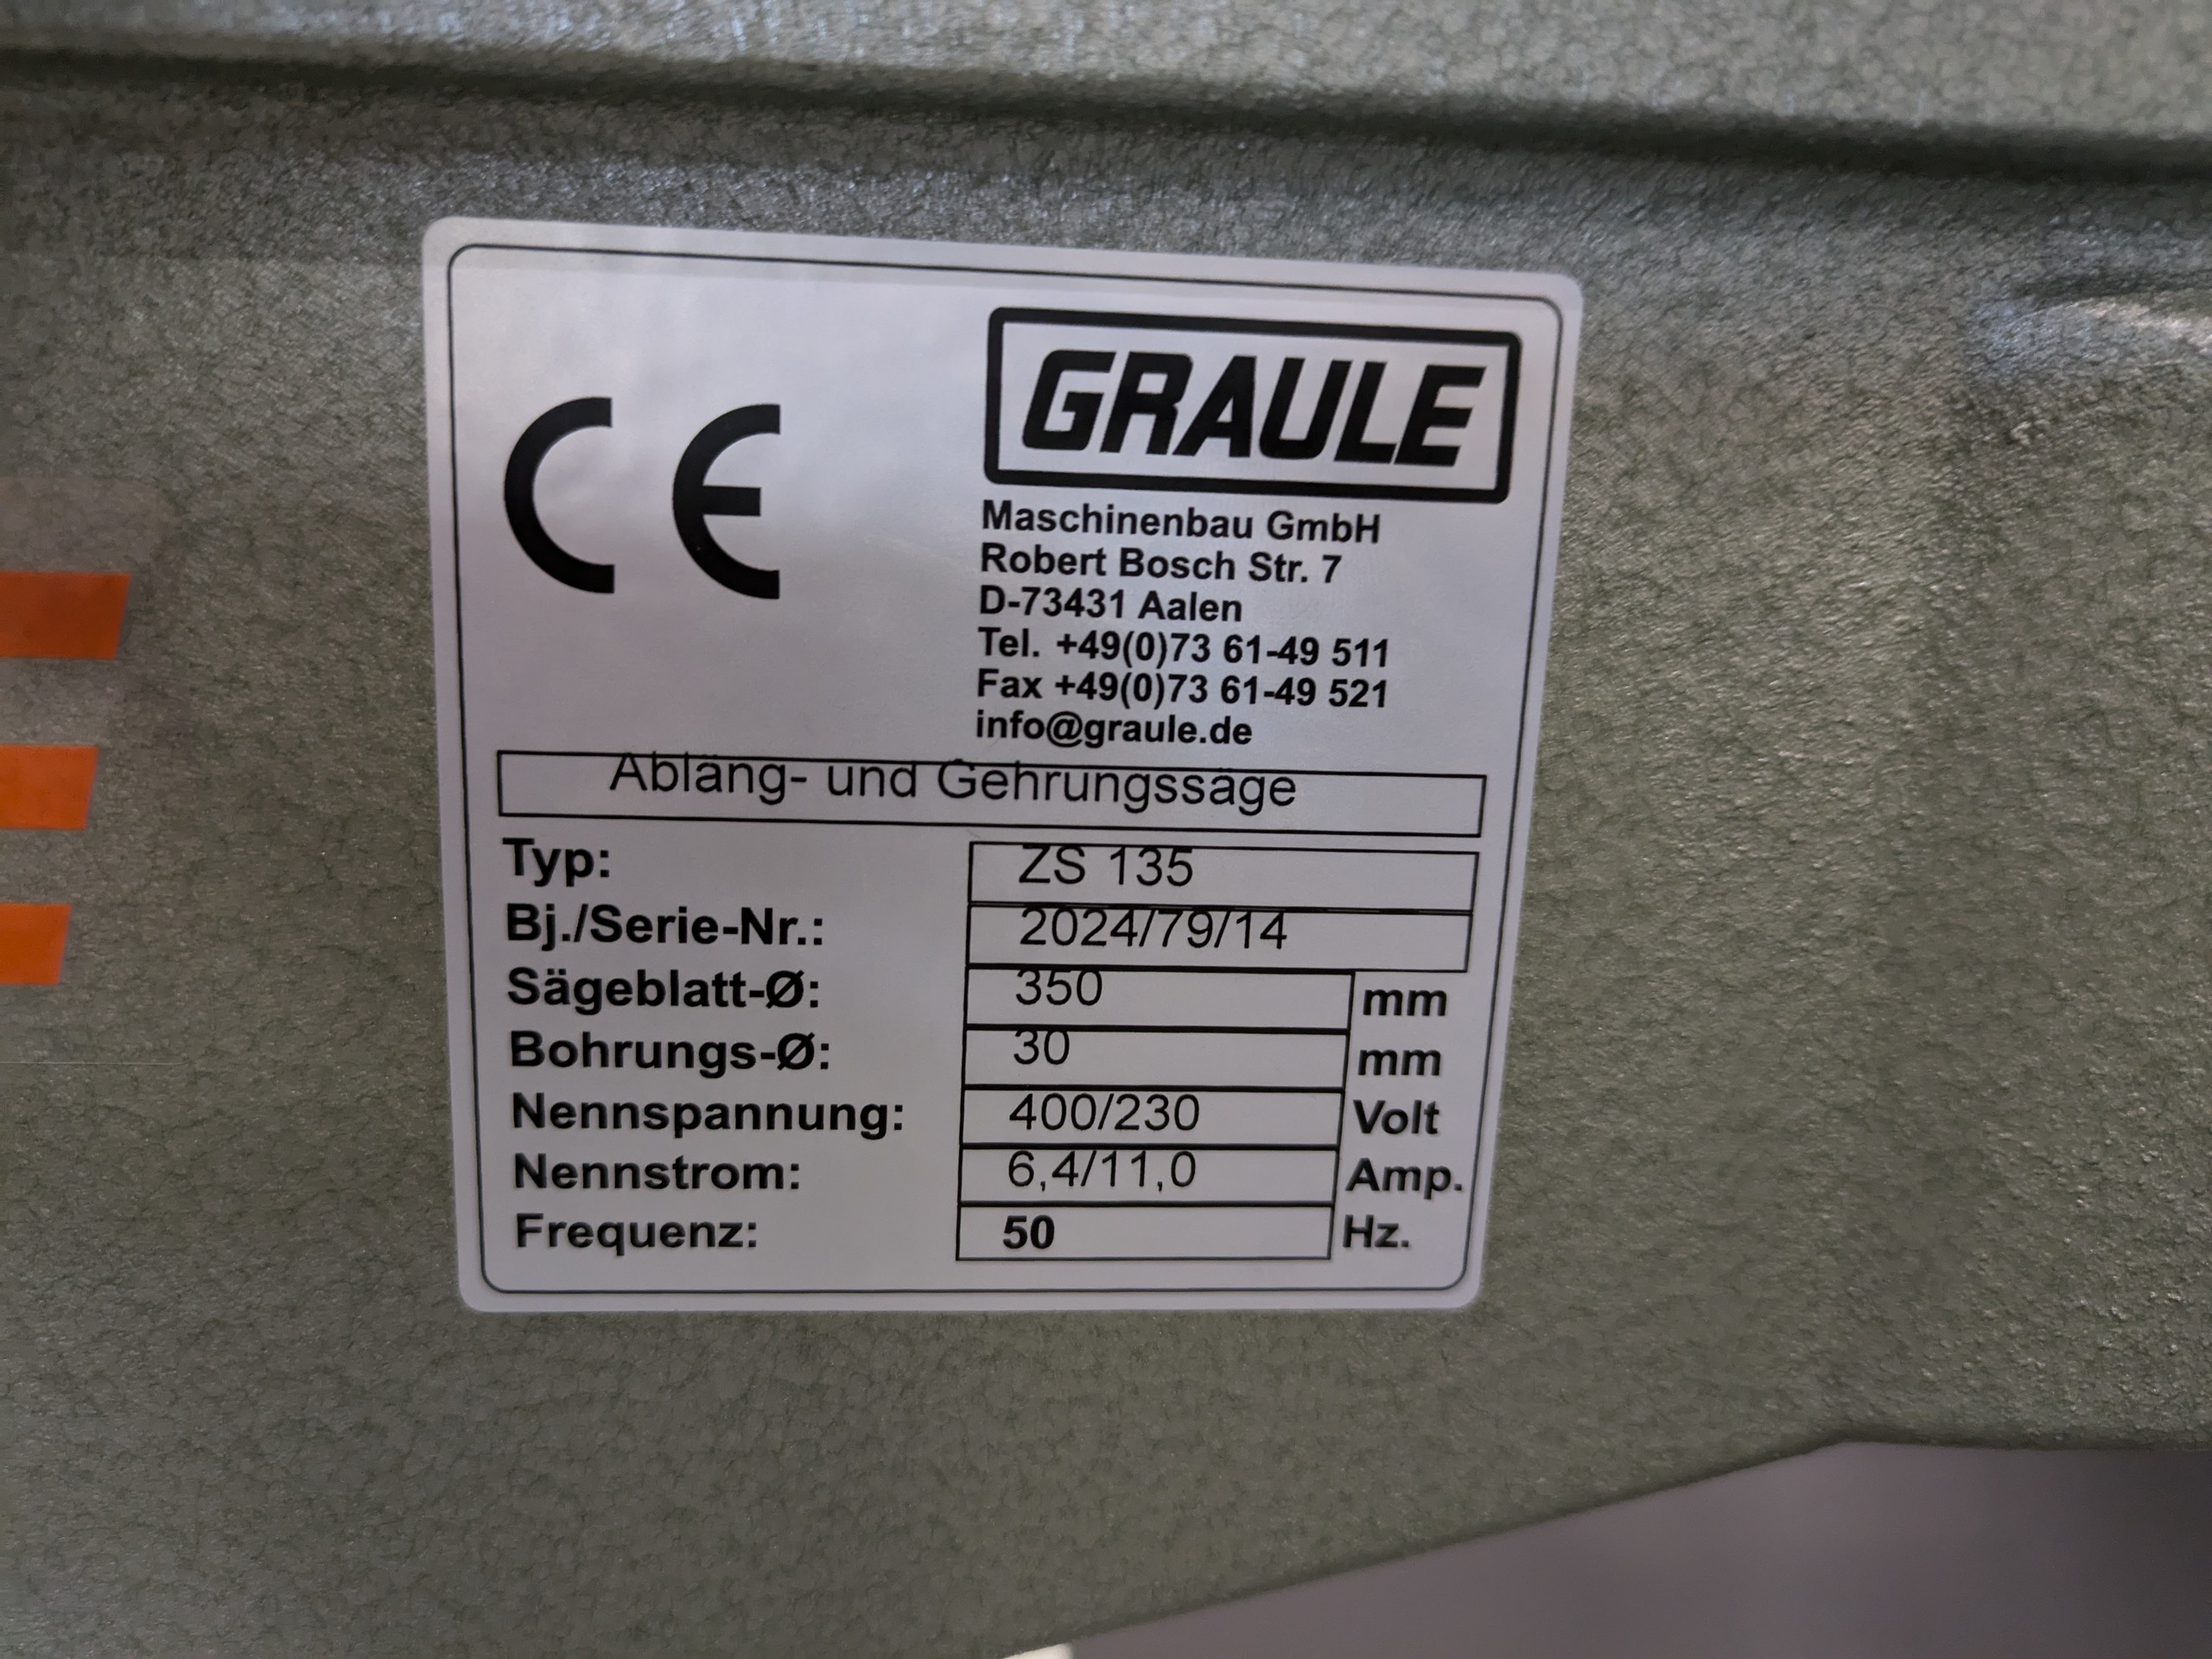 CE
GRAULE
Maschinenbau GmbH
Robert Bosch Str. 7
D-73431 Aalen
Tel. +49(0)73 61-49 511
Fax +49(0)73 61-49 521
info@graule.de
Abläng- und Gehrungssäge
Typ: ZS 135
Bj./Serie-Nr.: 2024/79/14
Sägeblatt-Ø: 350 mm
Bohrungs-Ø: 30 mm
Nennspannung: 400/230 Volt
Nennstrom: 6,4/11,0 Amp.
Frequenz: 50 Hz.